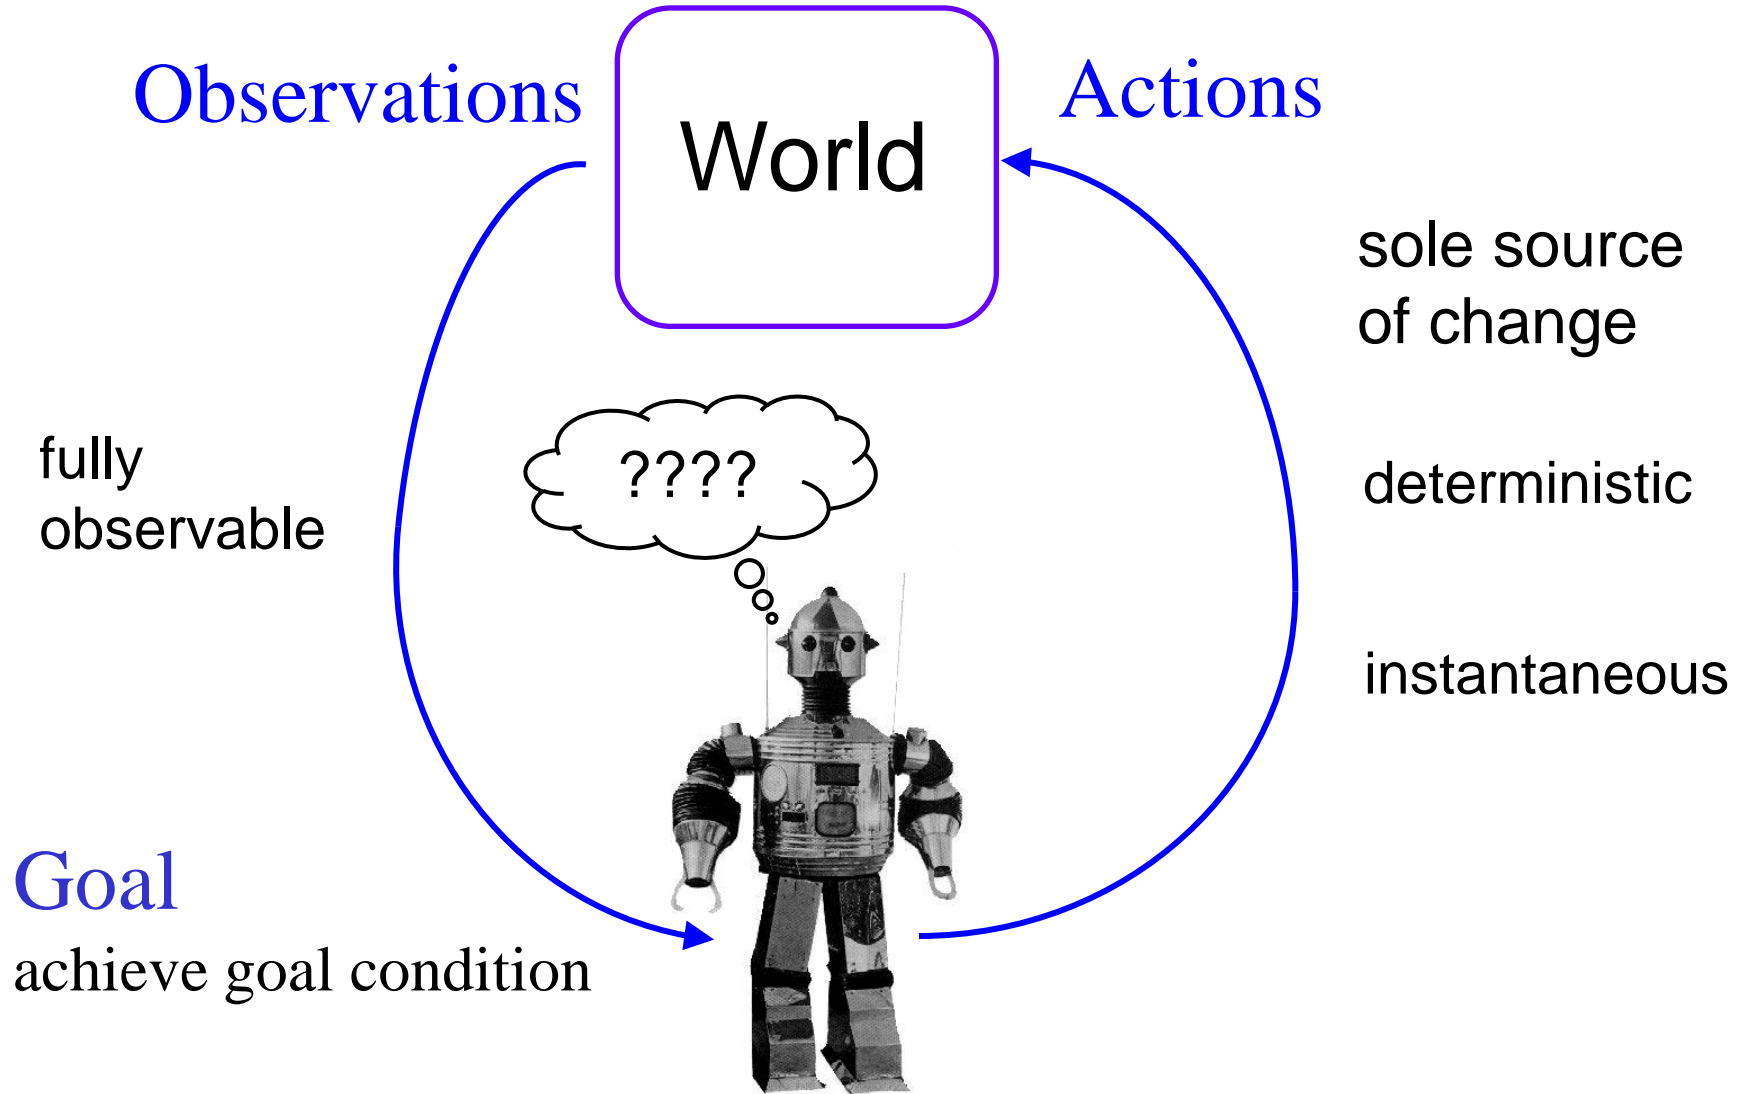 Observations
World
Actions
sole source
of change
fully
observable
????
deterministic
instantaneous
Goal
achieve goal condition